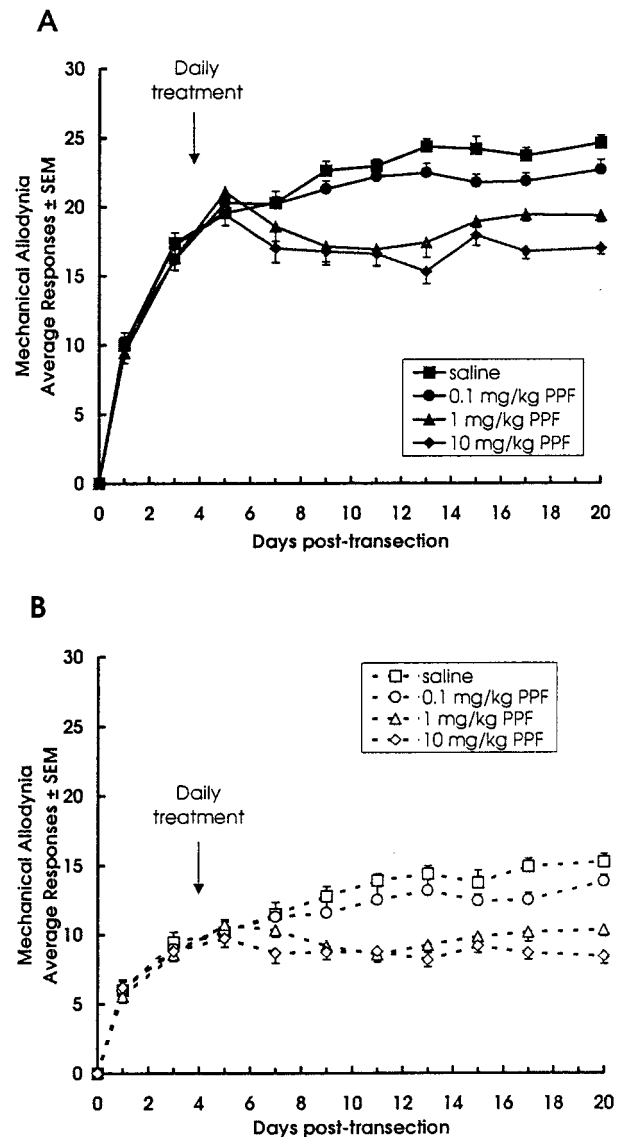 A
Daily
treatment
Mechanical Allodynia
Average Responses ± SEM
30
25
20
15
10
5
0
saline
0.1 mg/kg PPF
1 mg/kg PPF
10 mg/kg PPF
0 2 4 6 8 10 12 14 16 18 20
Days post-transection
B
Mechanical Allodynia
Average Responses ± SEM
30
25
20
15
10
5
0
saline
0.1 mg/kg PPF
1 mg/kg PPF
10 mg/kg PPF
Daily
treatment
0 2 4 6 8 10 12 14 16 18 20
Days post-transection